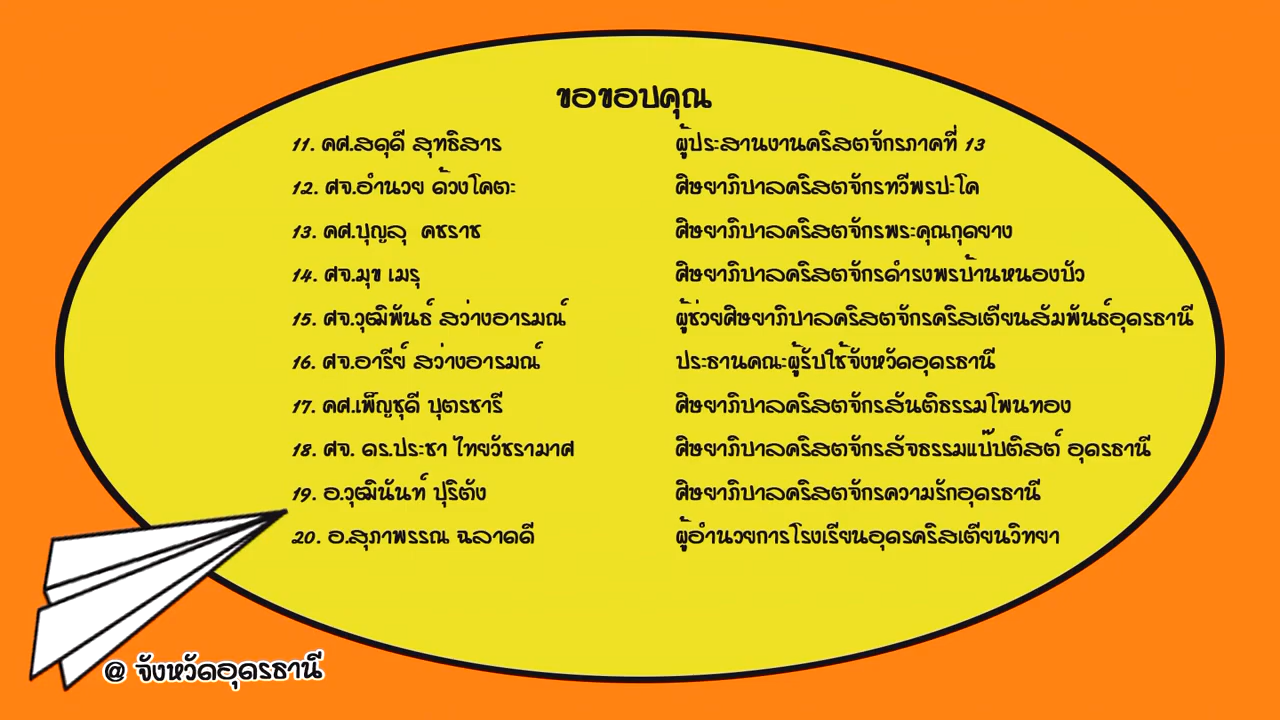 ขอขอบคุณ
11. คศ.สดุดี สุทธิสาร ผู้ประสานงานคริสตจักรภาคที่ 13
12. ศจ.อำนวย ด้วงโคตะ ศิษยาภิบาลคริสตจักรทวีพรปะโค
13. คศ.บุญลุ คชราช ศิษยาภิบาลคริสตจักรพระคุณกุดยาง
14. ศจ.มุข เมรุ ศิษยาภิบาลคริสตจักรดำรงพรบ้านหนองบัว
15. ศจ.วุฒิพันธ์ สว่างอารมณ์ ผู้ช่วยศิษยาภิบาลคริสตจักรคริสเตียนสัมพันธ์อุดรธานี
16. ศจ.อารีย์ สว่างอารมณ์ ประธานคณะผู้รับใช้จังหวัดอุดรธานี
17. คศ.เพ็ญชุดี บุตรชารี ศิษยาภิบาลคริสตจักรสันติธรรมโพนทอง
18. ศจ. ดร.ประชา ไทยวัชรามาศ ศิษยาภิบาลคริสตจักรสัจธรรมแบ๊บติสต์ อุดรธานี
19. อ.วุฒินันท์ บุริตัง ศิษยาภิบาลคริสตจักรความรักอุดรธานี
20. อ.สุภาพรรณ ฉลาดดี ผู้อำนวยการโรงเรียนอุดรคริสเตียนวิทยา
@ จังหวัดอุดรธานี